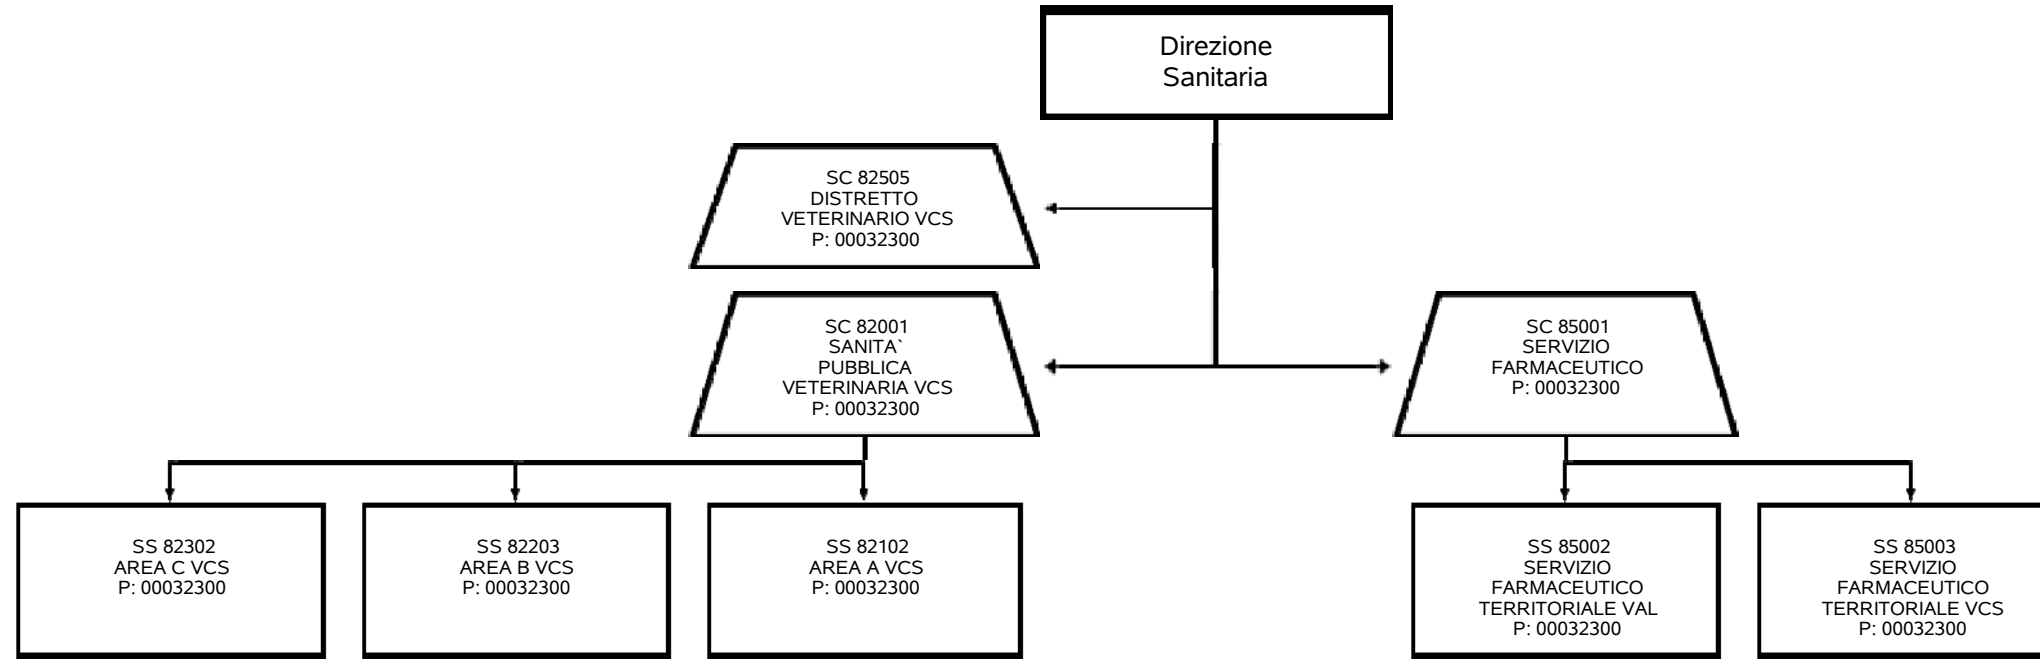 Direzione
Sanitaria
SC 82505
DISTRETTO
VETERINARIO VCS
P: 00032300
SC 82001
SANITA`
PUBBLICA
VETERINARIA VCS
P: 00032300
SC 85001
SERVIZIO
FARMACEUTICO
P: 00032300
SS 82302
AREA C VCS
P: 00032300
SS 82203
AREA B VCS
P: 00032300
SS 82102
AREA A VCS
P: 00032300
SS 85002
SERVIZIO
FARMACEUTICO
TERRITORIALE VAL
P: 00032300
SS 85003
SERVIZIO
FARMACEUTICO
TERRITORIALE VCS
P: 00032300